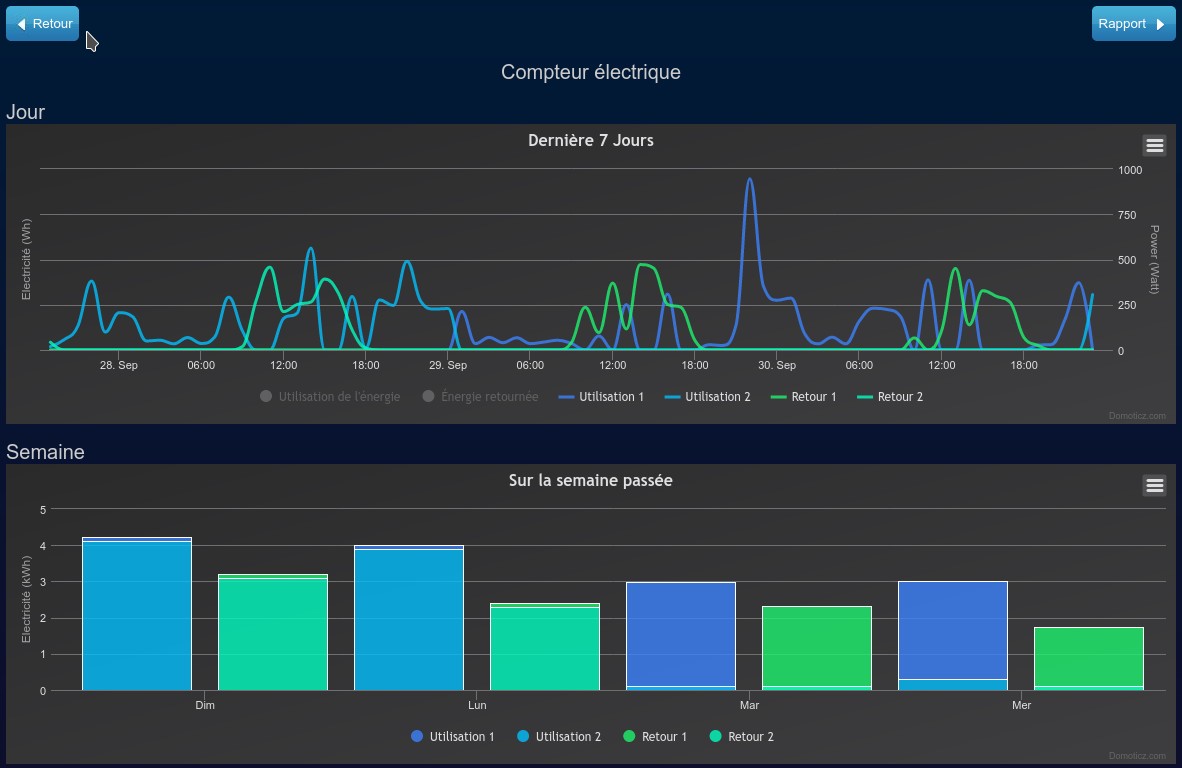 Retour
Rapport
Compteur électrique
Jour
Dernière 7 Jours
Electricité (Wh)
1000
750
500
250
0
Power (Watt)
28. Sep 06:00 12:00 18:00 29. Sep 06:00 12:00 18:00 30. Sep 06:00 12:00 18:00
Utilisation de l'énergie Énergie retournée Utilisation 1 Utilisation 2 Retour 1 Retour 2
Domoticz.com
Semaine
Sur la semaine passée
Electricité (kWh)
5
4
3
2
1
0
Dim Lun Mar Mer
Utilisation 1 Utilisation 2 Retour 1 Retour 2
Domoticz.com